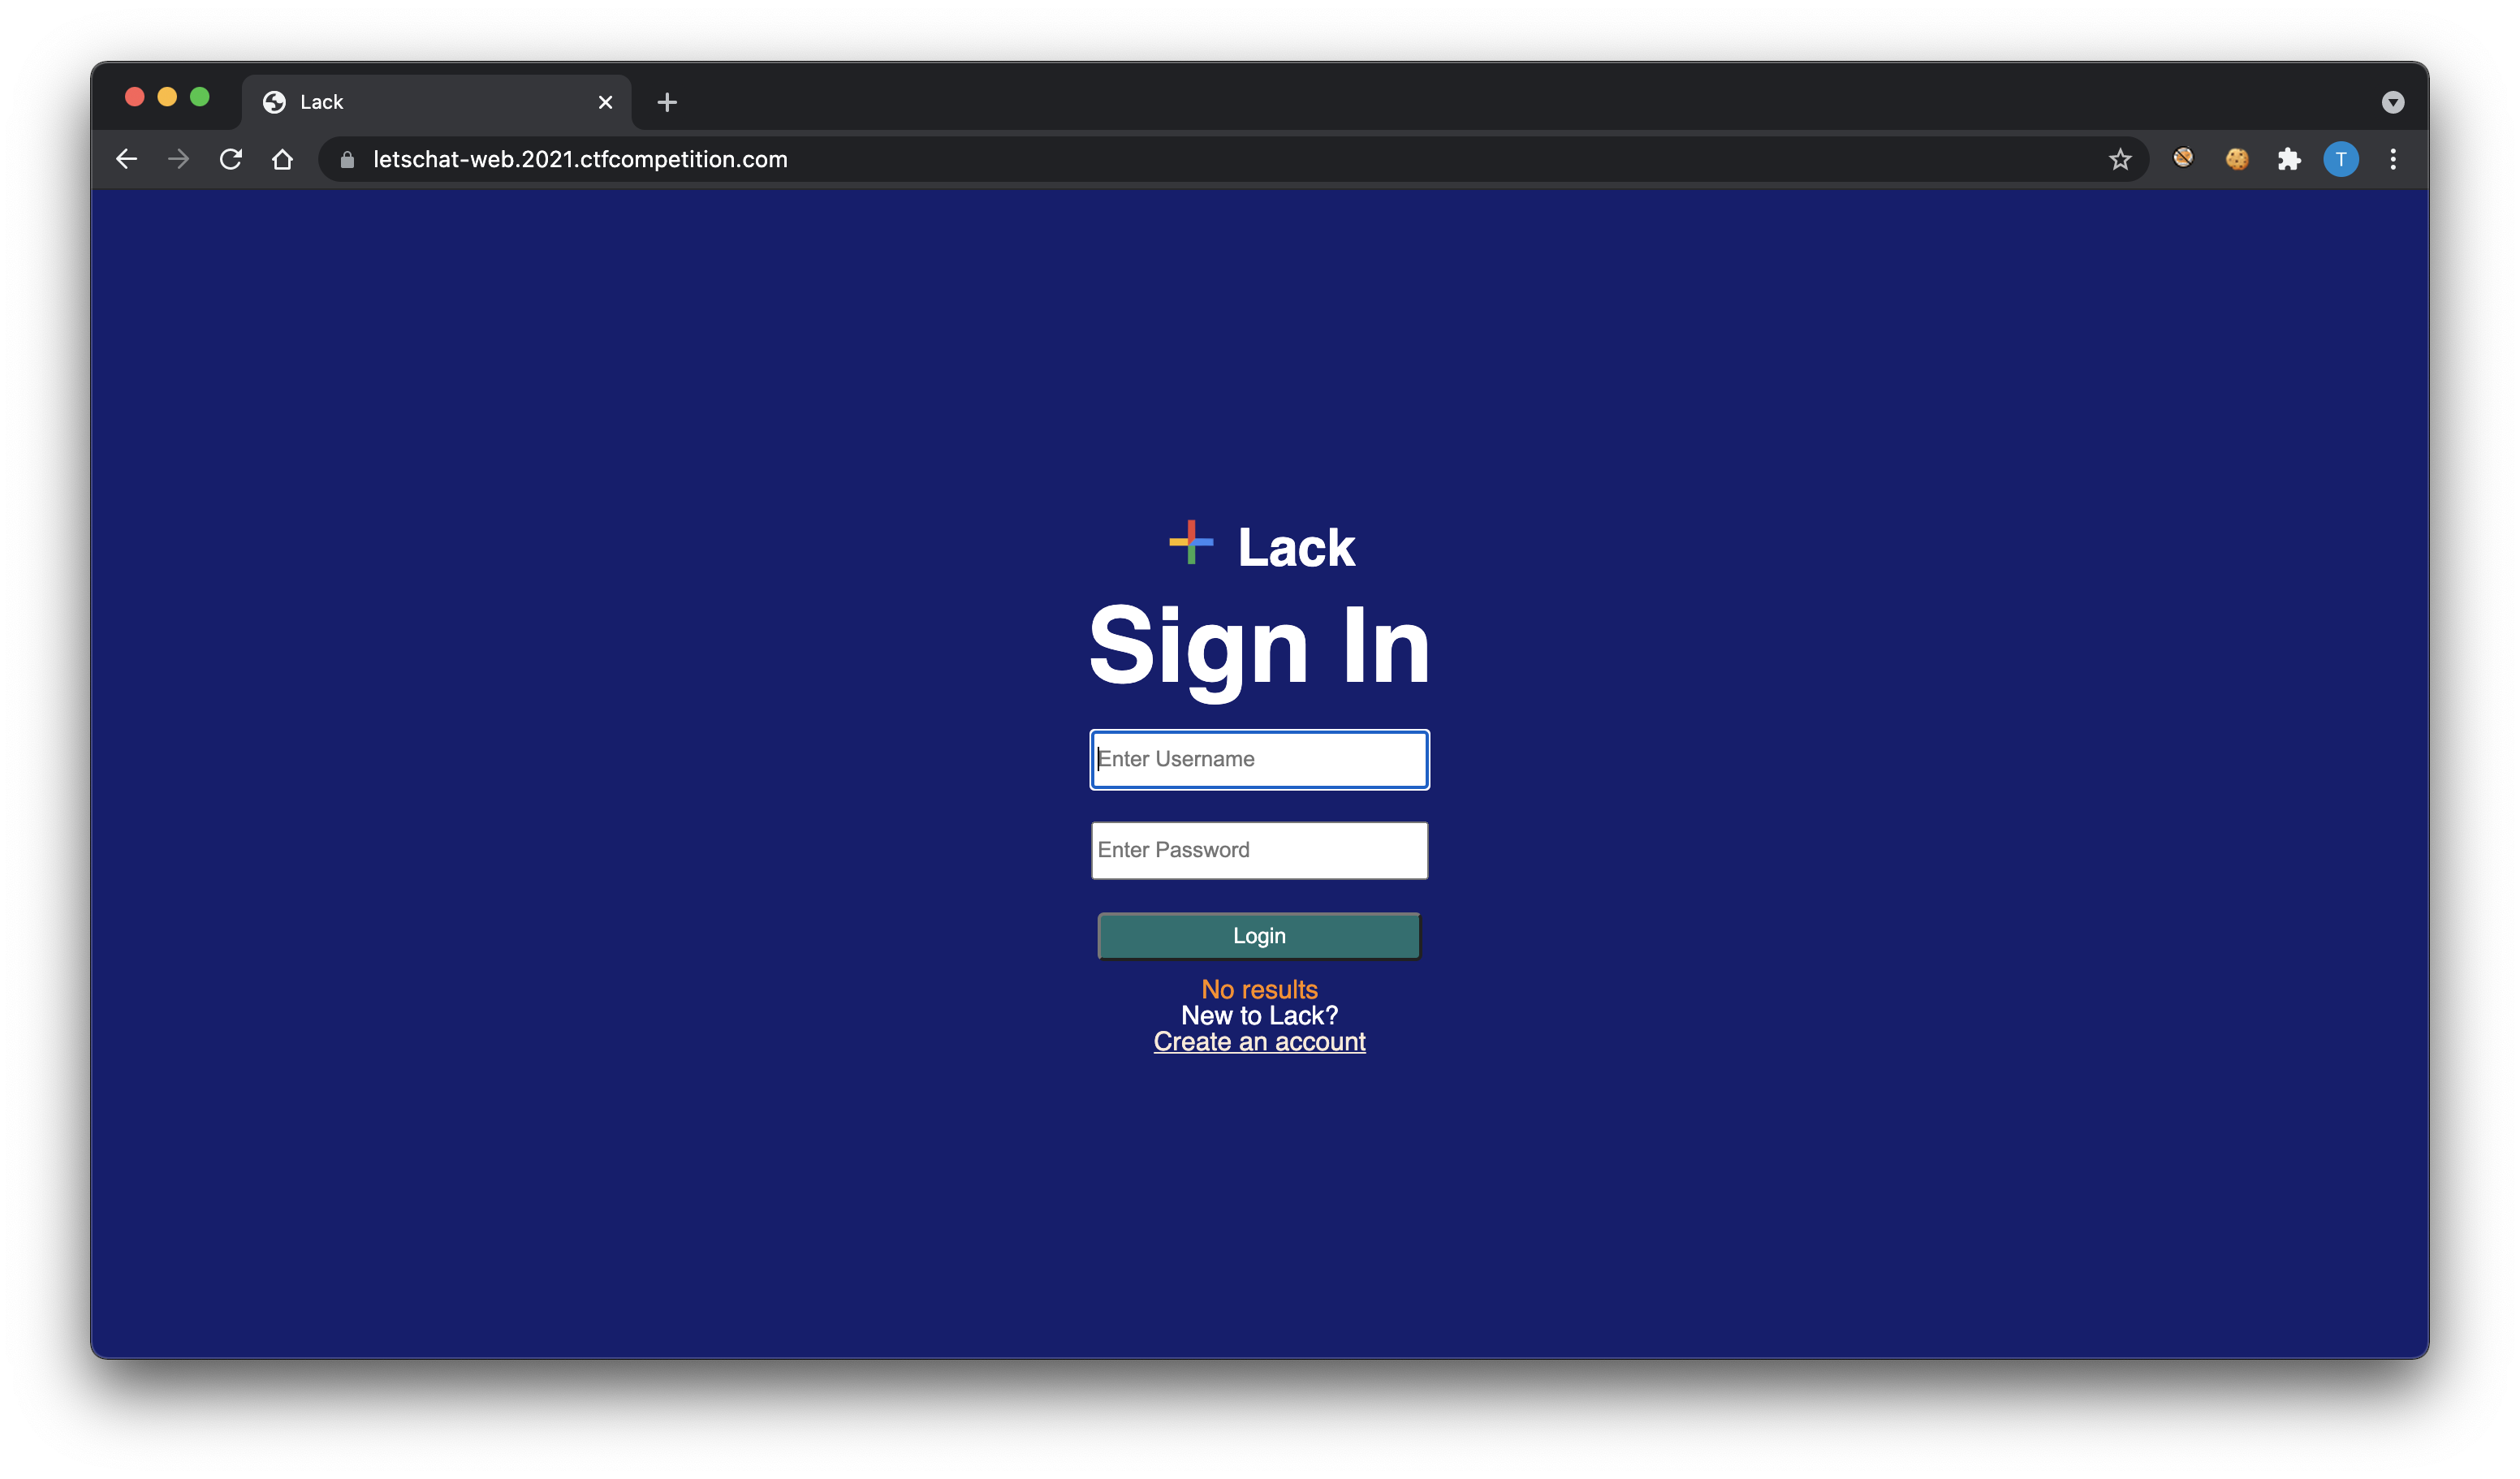 Lack
letschat-web.2021.ctfcompetition.com
T
Lack
Sign In
Enter Username
Enter Password
Login
No results
New to Lack?
Create an account